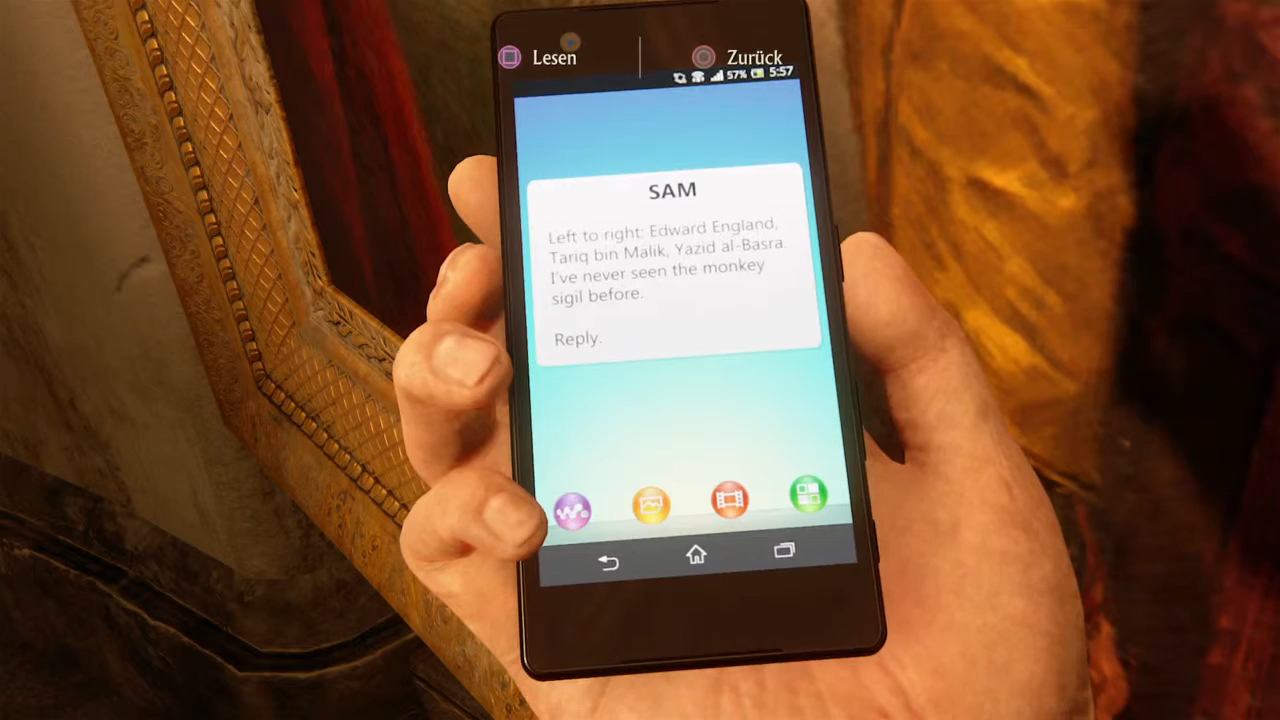 Lesen
Zurück
57% 5:57
SAM
Left to right: Edward England,
Tariq bin Malik, Yazid al-Basra.
I've never seen the monkey
sigil before.
Reply.